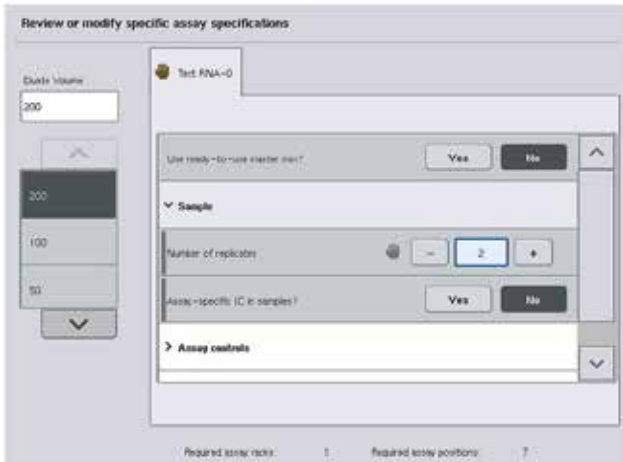 Review or modify specific assay specifications
Eluate Volume
200
Test RNA-0
Use ready-to-use master mix?
Yes
No
200
Sample
100
Number of replicates
-
2
+
50
Assay-specific IC in samples?
Yes
No
Assay controls
Required assay racks:
1
Required assay positions:
7